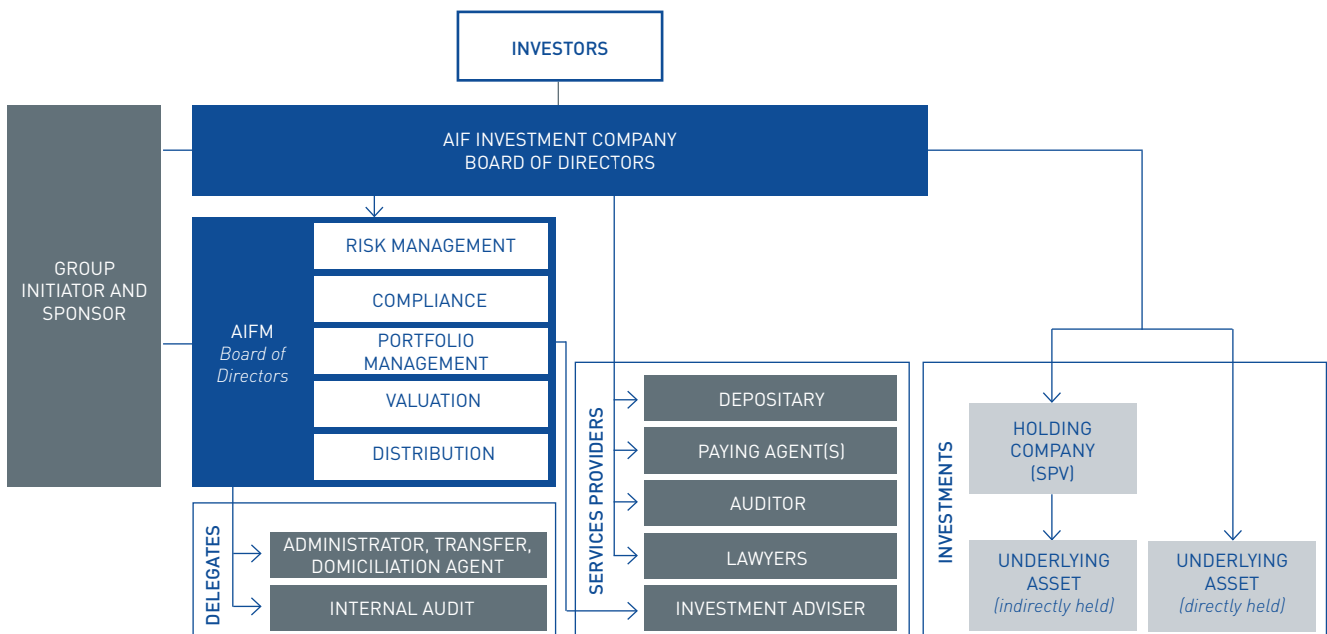 INVESTORS
AIF INVESTMENT COMPANY
BOARD OF DIRECTORS
GROUP
INITIATOR AND
SPONSOR
AIFM
Board of
Directors
RISK MANAGEMENT
COMPLIANCE
PORTFOLIO
MANAGEMENT
VALUATION
DISTRIBUTION
DELEGATES
ADMINISTRATOR, TRANSFER,
DOMICILIATION AGENT
INTERNAL AUDIT
SERVICES PROVIDERS
DEPOSITARY
PAYING AGENT(S)
AUDITOR
LAWYERS
INVESTMENT ADVISER
INVESTMENTS
HOLDING
COMPANY
(SPV)
UNDERLYING
ASSET
(indirectly held)
UNDERLYING
ASSET
(directly held)